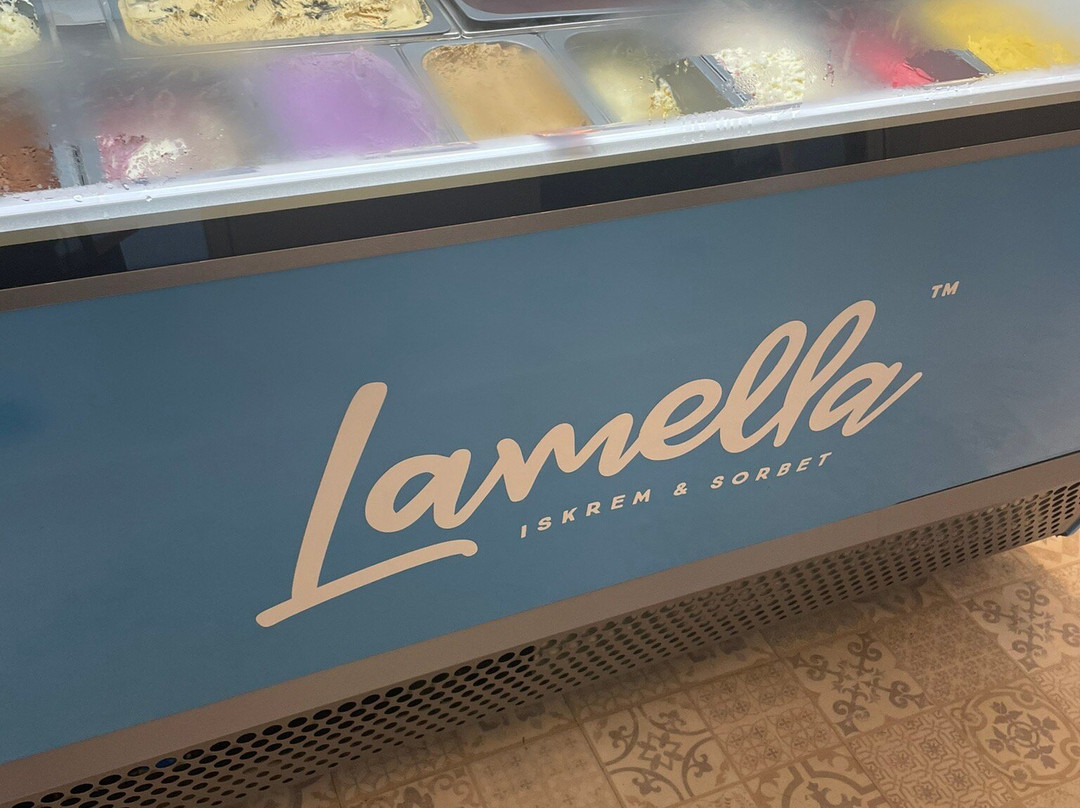 Lamella ™
ISKREM & SORBET